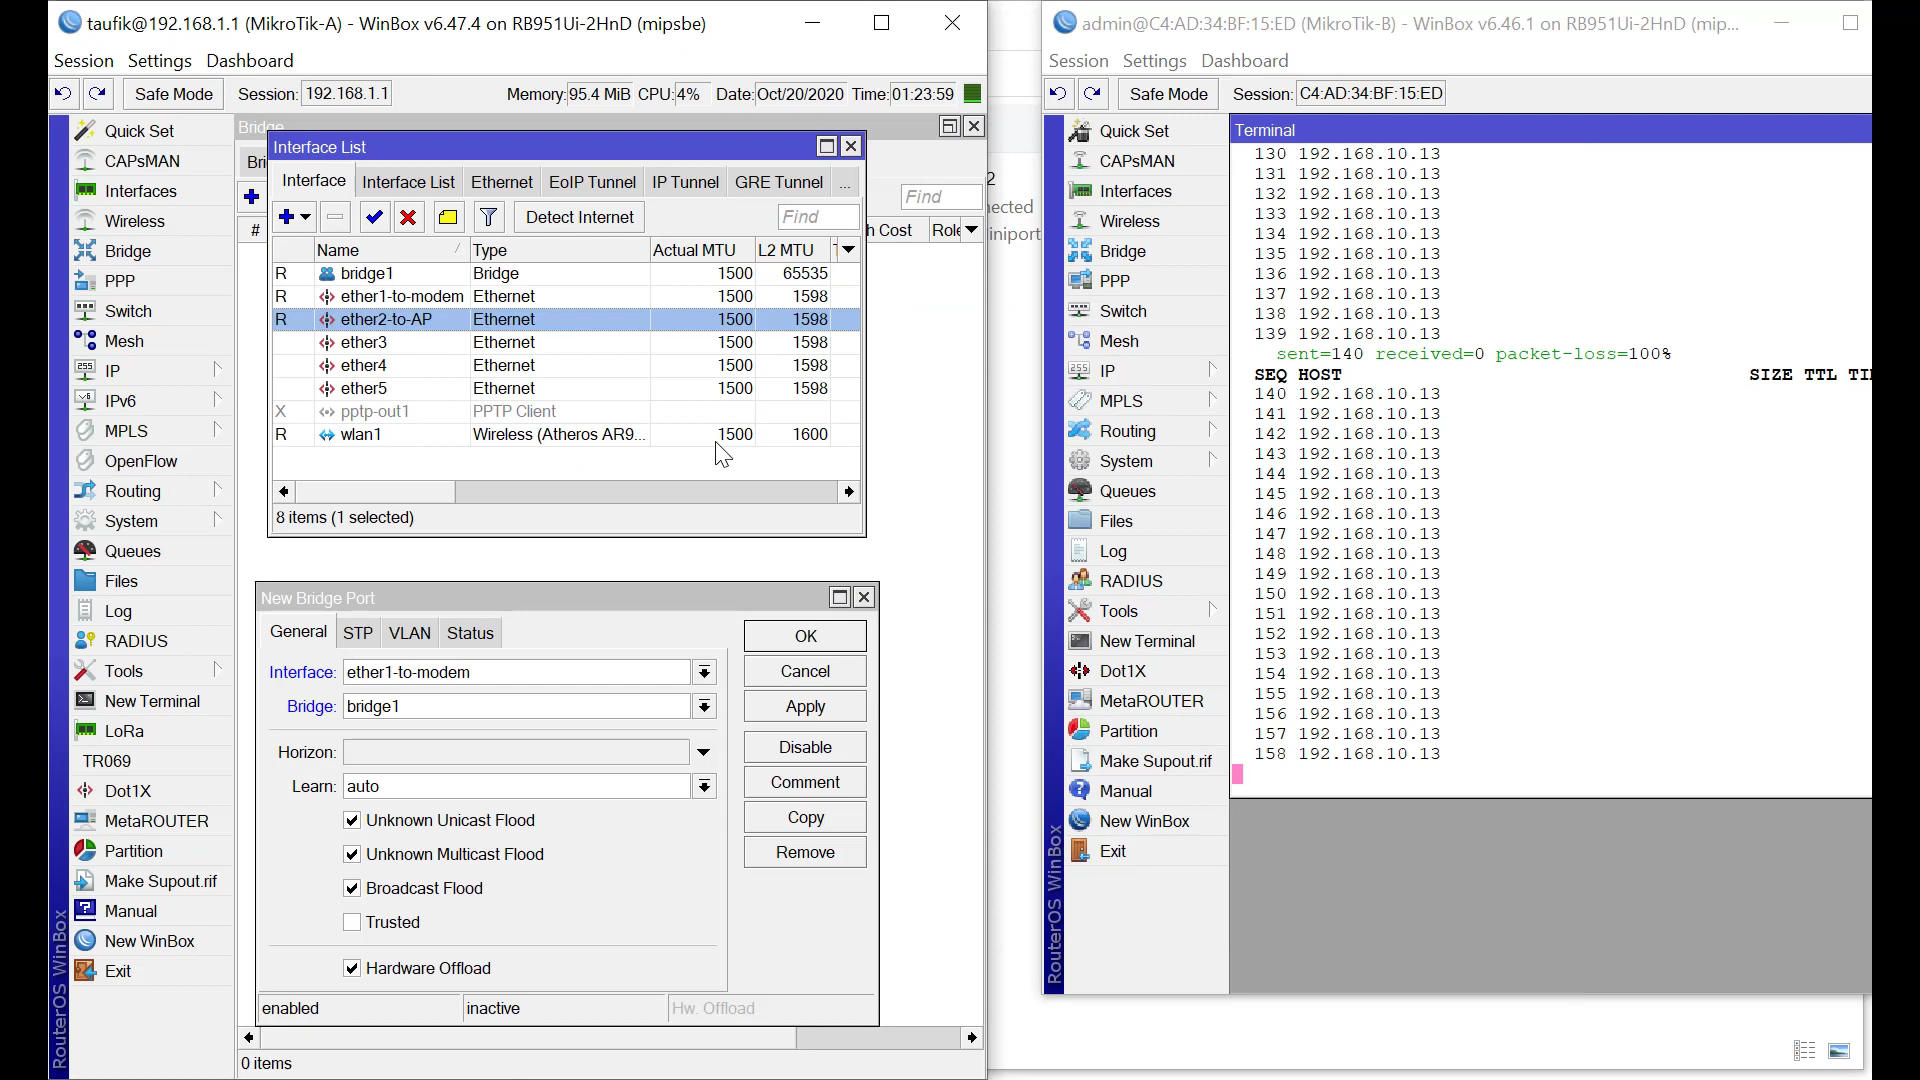 taufik@192.168.1.1 (MikroTik-A) - WinBox v6.47.4 on RB951Ui-2HnD (mipsbe)
Session Settings Dashboard
Safe Mode Session: 192.168.1.1 Memory: 95.4 MiB CPU: 4% Date: Oct/20/2020 Time: 01:23:59
Quick Set
CAPsMAN
Interfaces
Wireless
Bridge
PPP
Switch
Mesh
IP
IPv6
MPLS
OpenFlow
Routing
System
Queues
Files
Log
RADIUS
Tools
New Terminal
LoRa
TR069
Dot1X
MetaROUTER
Partition
Make Supout.rif
Manual
New WinBox
Exit
RouterOS WinBox
Bridge
Bri
Find
# h Cost Role
0 items
Interface List
Interface Interface List Ethernet EoIP Tunnel IP Tunnel GRE Tunnel ...
Detect Internet Find
Name Type Actual MTU L2 MTU T
R bridge1 Bridge 1500 65535
R ether1-to-modem Ethernet 1500 1598
R ether2-to-AP Ethernet 1500 1598
ether3 Ethernet 1500 1598
ether4 Ethernet 1500 1598
ether5 Ethernet 1500 1598
X pptp-out1 PPTP Client
R wlan1 Wireless (Atheros AR9... 1500 1600
8 items (1 selected)
New Bridge Port
General STP VLAN Status
Interface: ether1-to-modem
Bridge: bridge1
Horizon:
Learn: auto
Unknown Unicast Flood
Unknown Multicast Flood
Broadcast Flood
Trusted
Hardware Offload
OK
Cancel
Apply
Disable
Comment
Copy
Remove
enabled inactive Hw. Offload
2
nected
iniport
admin@C4:AD:34:BF:15:ED (MikroTik-B) - WinBox v6.46.1 on RB951Ui-2HnD (mip...
Session Settings Dashboard
Safe Mode Session: C4:AD:34:BF:15:ED
Quick Set
CAPsMAN
Interfaces
Wireless
Bridge
PPP
Switch
Mesh
IP
MPLS
Routing
System
Queues
Files
Log
RADIUS
Tools
New Terminal
Dot1X
MetaROUTER
Partition
Make Supout.rif
Manual
New WinBox
Exit
RouterOS WinBox
Terminal
130 192.168.10.13
131 192.168.10.13
132 192.168.10.13
133 192.168.10.13
134 192.168.10.13
135 192.168.10.13
136 192.168.10.13
137 192.168.10.13
138 192.168.10.13
139 192.168.10.13
sent=140 received=0 packet-loss=100%
SEQ HOST SIZE TTL TI
140 192.168.10.13
141 192.168.10.13
142 192.168.10.13
143 192.168.10.13
144 192.168.10.13
145 192.168.10.13
146 192.168.10.13
147 192.168.10.13
148 192.168.10.13
149 192.168.10.13
150 192.168.10.13
151 192.168.10.13
152 192.168.10.13
153 192.168.10.13
154 192.168.10.13
155 192.168.10.13
156 192.168.10.13
157 192.168.10.13
158 192.168.10.13